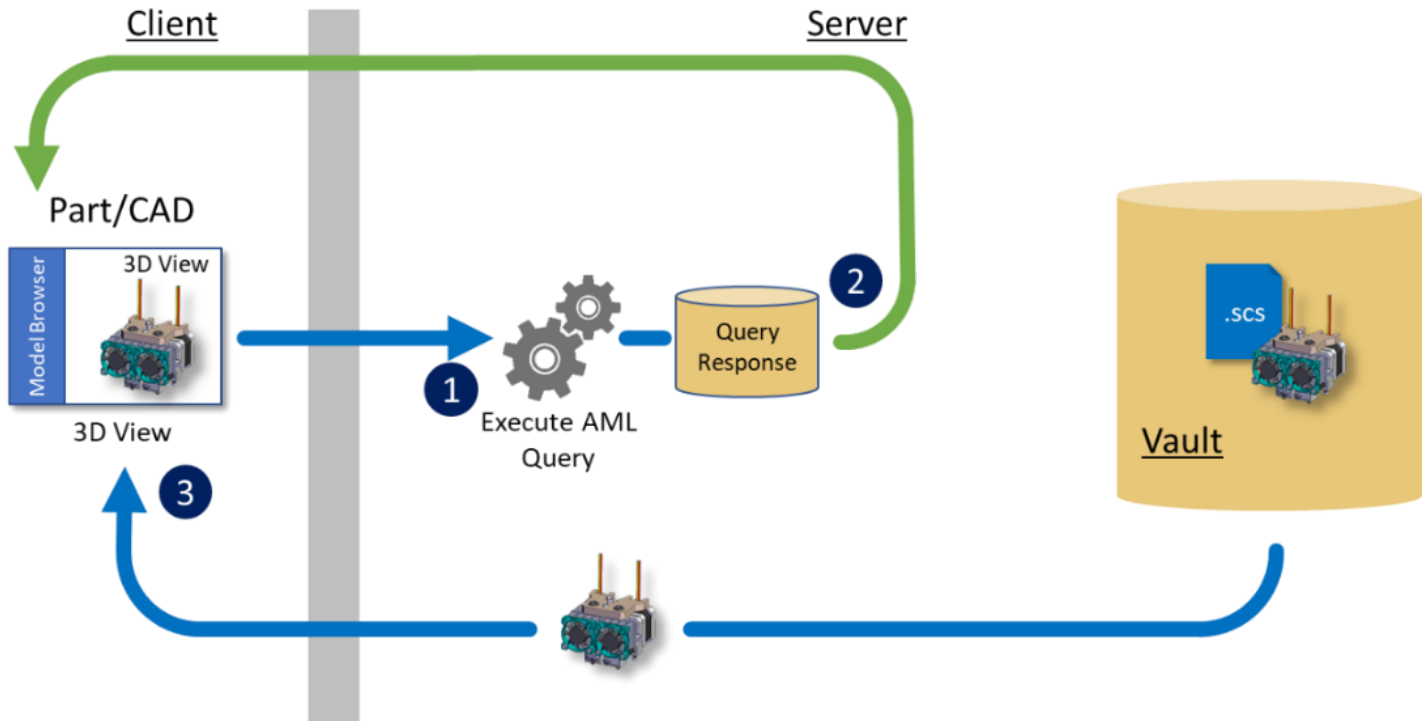 Client
Server
Part/CAD
Model Browser
3D View
3D View
1
Execute AML
Query
Query
Response
2
3
.scs
Vault